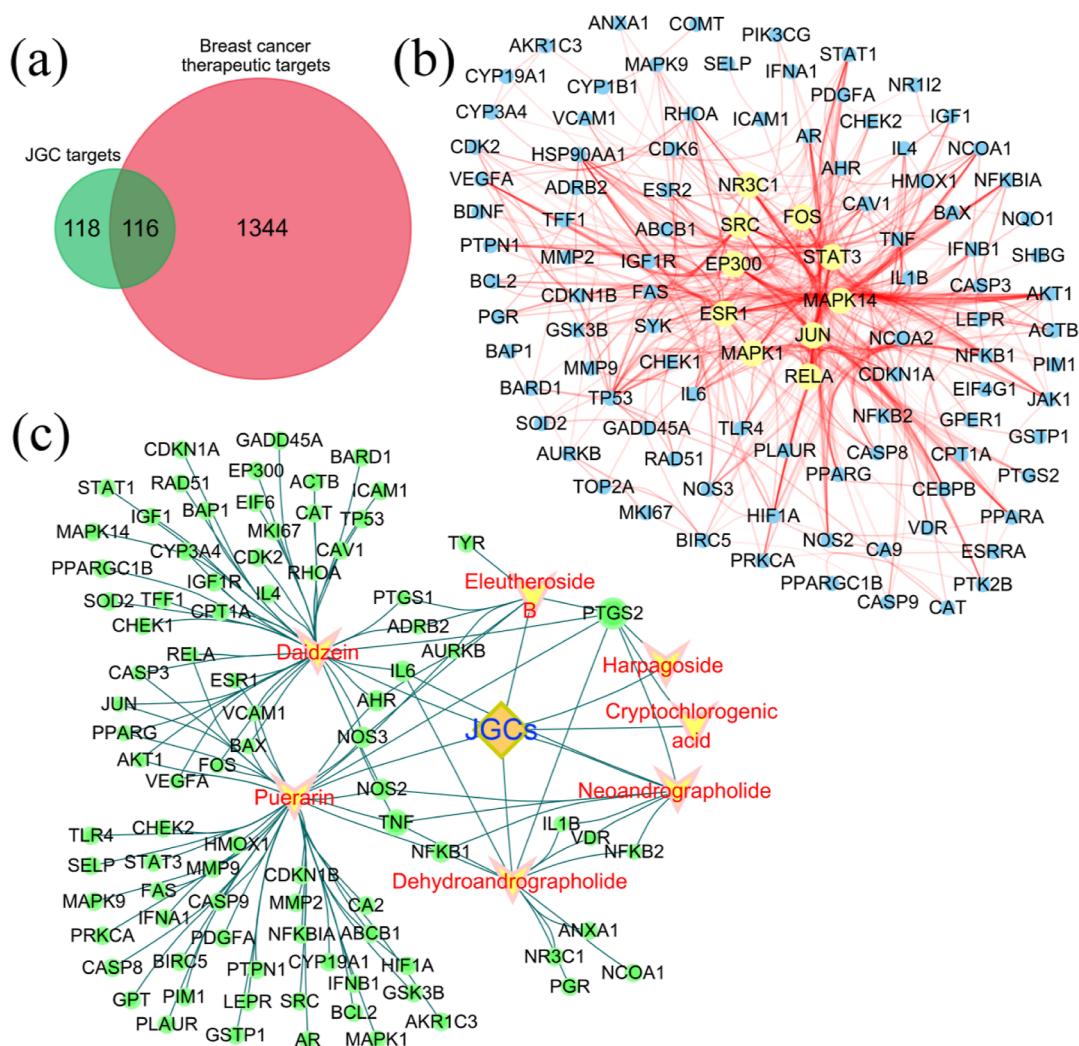 (a)
Breast cancer
therapeutic targets
JGC targets
118
116
1344
(b)
ANXA1
COMT
AKR1C3
PIK3CG
STAT1
CYP19A1
MAPK9
SELP
IFNA1
CYP1B1
PDGFA
NR1I2
CYP3A4
VCAM1
RHOA
ICAM1
CHEK2
IGF1
CDK2
HSP90AA1
CDK6
AR
IL4
NCOA1
VEGFA
ADRB2
ESR2
NR3C1
AHR
HMOX1
NFKBIA
BDNF
TFF1
ABCB1
SRC
FOS
CAV1
BAX
NQO1
PTPN1
MMP2
IGF1R
EP300
STAT3
TNF
IFNB1
SHBG
BCL2
CDKN1B
FAS
IL1B
CASP3
AKT1
PGR
GSK3B
SYK
ESR1
MAPK14
LEPR
ACTB
BAP1
MMP9
CHEK1
MAPK1
JUN
NCOA2
NFKB1
PIM1
BARD1
TP53
IL6
RELA
CDKN1A
EIF4G1
JAK1
SOD2
GADD45A
TLR4
NFKB2
GPER1
GSTP1
AURKB
RAD51
PLAUR
CASP8
CPT1A
PTGS2
TOP2A
NOS3
PPARG
CEBPB
MKI67
HIF1A
VDR
PPARA
BIRC5
PRKCA
NOS2
CA9
ESRRA
PPARGC1B
PTK2B
CASP9
CAT
(c)
CDKN1A
GADD45A
BARD1
STAT1
RAD51
EP300
ACTB
ICAM1
IGF1
BAP1
EIF6
CAT
TP53
MAPK14
MKI67
CYP3A4
CDK2
CAV1
PPARGC1B
IGF1R
RHOA
SOD2
TFF1
CPT1A
IL4
CHEK1
TYR
Eleutheroside
B
PTGS1
ADRB2
PTGS2
RELA
Daidzein
AURKB
CASP3
ESR1
IL6
Harpagoside
JUN
VCAM1
AHR
Cryptochlorogenic
acid
PPARG
BAX
NOS3
JGCs
AKT1
FOS
VEGFA
Puerarin
NOS2
Neoandrographolide
TNF
IL1B
VDR
NFKB1
NFKB2
Dehydroandrographolide
TLR4
CHEK2
HMOX1
SELP
STAT3
MMP9
CDKN1B
MAPK9
FAS
CASP9
MMP2
CA2
IFNA1
ANXA1
PRKCA
PDGFA
NFKBIA
ABCB1
NR3C1
CASP8
BIRC5
PTPN1
CYP19A1
HIF1A
NCOA1
GPT
PIM1
LEPR
SRC
IFNB1
GSK3B
PGR
PLAUR
BCL2
AKR1C3
GSTP1
AR
MAPK1